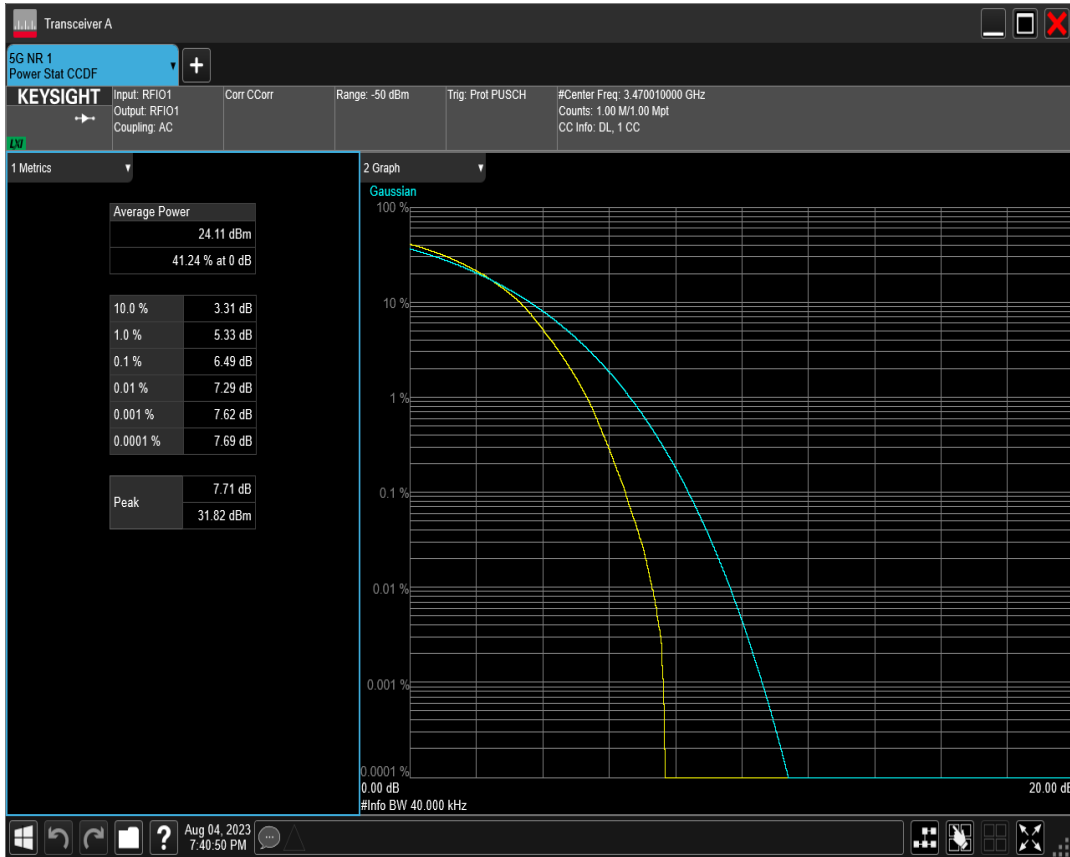 Transceiver A
5G NR 1
Power Stat CCDF
KEYSIGHT
LXI
Input: RFIO1
Output: RFIO1
Coupling: AC
Corr CCorr
Range: -50 dBm
Trig: Prot PUSCH
#Center Freq: 3.470010000 GHz
Counts: 1.00 M/1.00 Mpt
CC Info: DL, 1 CC
1 Metrics
Average Power
24.11 dBm
41.24 % at 0 dB
10.0 % 3.31 dB
1.0 % 5.33 dB
0.1 % 6.49 dB
0.01 % 7.29 dB
0.001 % 7.62 dB
0.0001 % 7.69 dB
Peak
7.71 dB
31.82 dBm
2 Graph
Gaussian
100 %
10 %
1 %
0.1 %
0.01 %
0.001 %
0.0001 %
0.00 dB 20.00 dB
#Info BW 40.000 kHz
?
Aug 04, 2023
7:40:50 PM